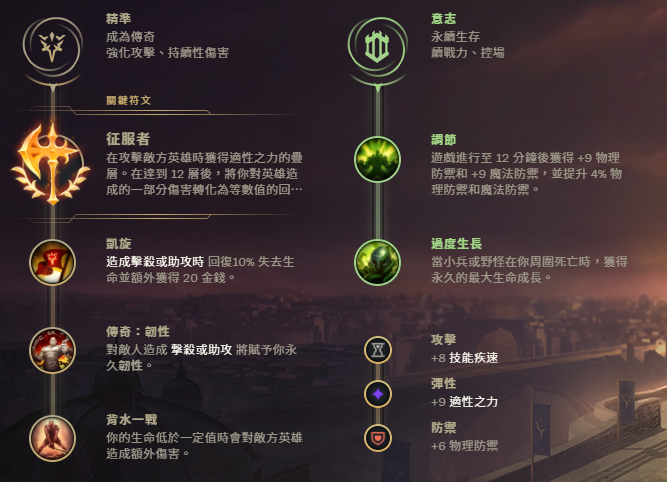 精準
成為傳奇
強化攻擊、持續性傷害
關鍵符文
征服者
在攻擊敵方英雄時獲得適性之力的疊
層。在達到 12 層後，將你對英雄造
成的一部分傷害轉化為等數值的回…
凱旋
造成擊殺或助攻時 回復10% 失去生
命並額外獲得 20 金錢。
傳奇：韌性
對敵人造成 擊殺或助攻 將賦予你永
久韌性。
背水一戰
你的生命低於一定值時會對敵方英雄
造成額外傷害。
意志
永續生存
續戰力、控場
調節
遊戲進行至 12 分鐘後獲得 +9 物理
防禦和 +9 魔法防禦，並提升 4% 物
理防禦和魔法防禦。
過度生長
當小兵或野怪在你周圍死亡時，獲得
永久的最大生命成長。
攻擊
+8 技能疾速
彈性
+9 適性之力
防禦
+6 物理防禦